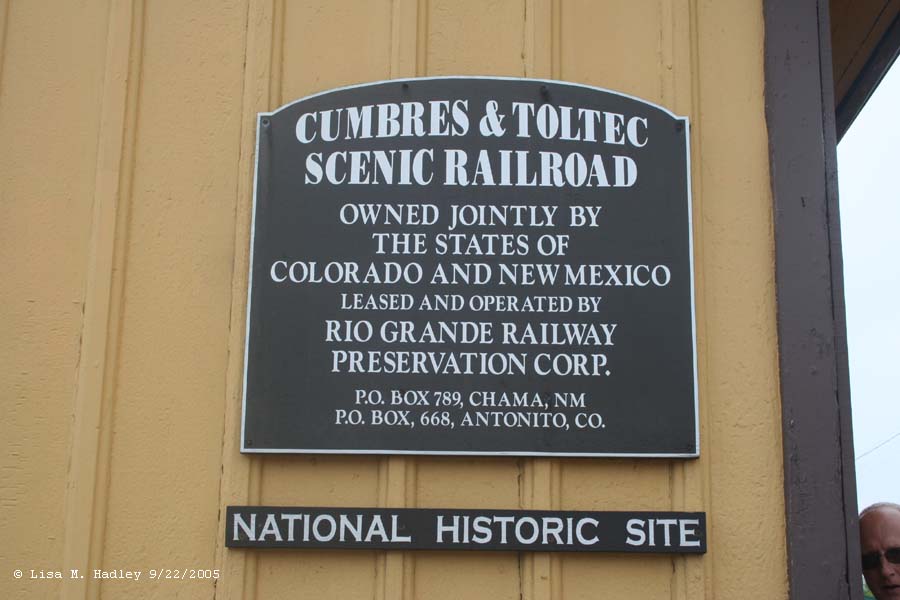 CUMBRES & TOLTEC
SCENIC RAILROAD
OWNED JOINTLY BY
THE STATES OF
COLORADO AND NEW MEXICO
LEASED AND OPERATED BY
RIO GRANDE RAILWAY
PRESERVATION CORP.
P.O. BOX 789, CHAMA, NM
P.O. BOX, 668, ANTONITO, CO.
NATIONAL HISTORIC SITE
© Lisa M. Hadley 9/22/2005